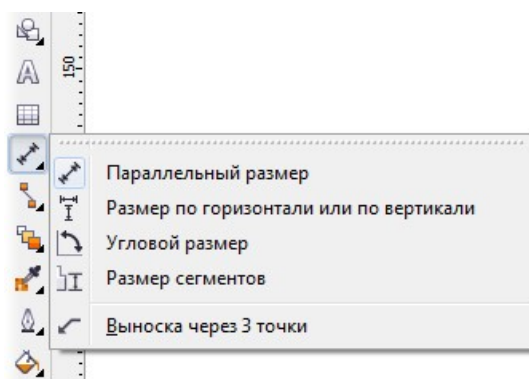 150
Параллельный размер
Размер по горизонтали или по вертикали
Угловой размер
Размер сегментов
Выноска через 3 точки